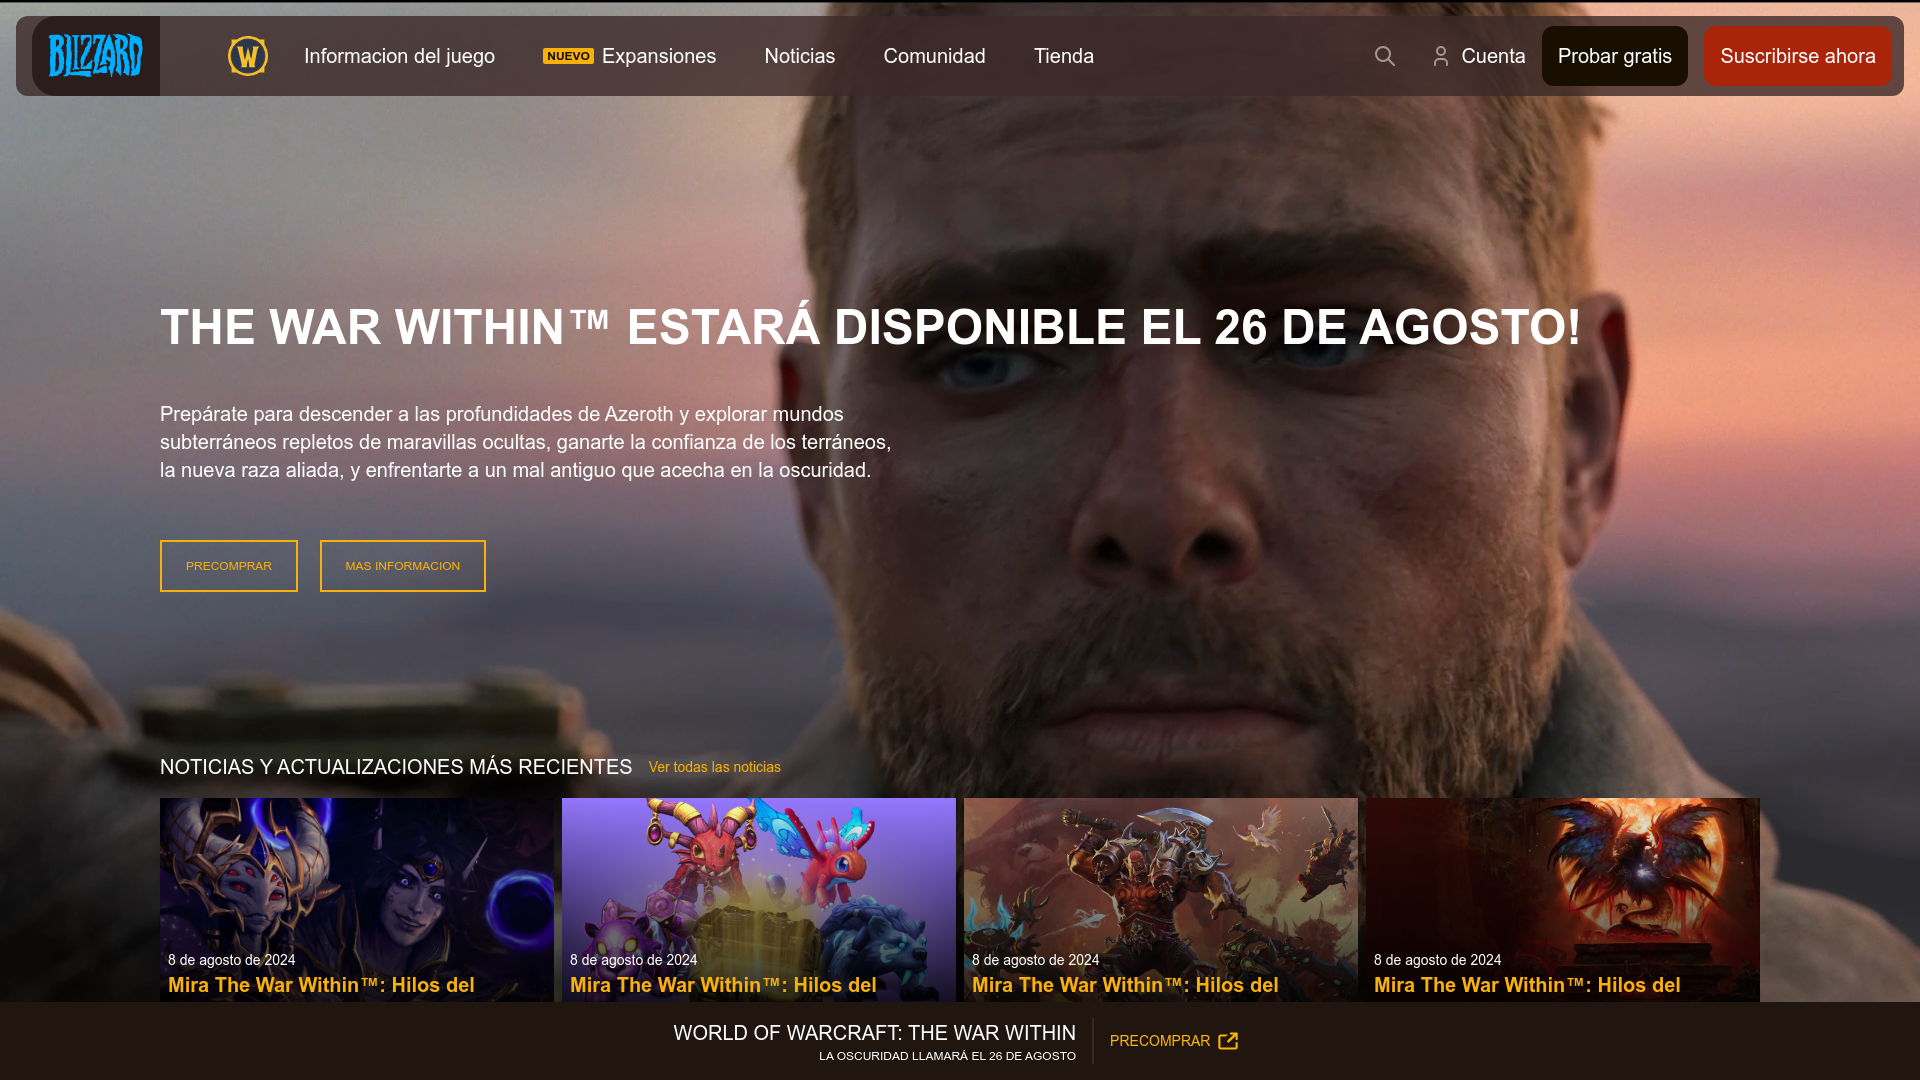 BLIZZARD
W
Informacion del juego
NUEVO Expansiones
Noticias
Comunidad
Tienda
Cuenta
Probar gratis
Suscribirse ahora
THE WAR WITHIN™ ESTARÁ DISPONIBLE EL 26 DE AGOSTO!
Prepárate para descender a las profundidades de Azeroth y explorar mundos
subterráneos repletos de maravillas ocultas, ganarte la confianza de los terráneos,
la nueva raza aliada, y enfrentarte a un mal antiguo que acecha en la oscuridad.
PRECOMPRAR
MAS INFORMACION
NOTICIAS Y ACTUALIZACIONES MÁS RECIENTES
Ver todas las noticias
8 de agosto de 2024
Mira The War Within™: Hilos del
8 de agosto de 2024
Mira The War Within™: Hilos del
8 de agosto de 2024
Mira The War Within™: Hilos del
8 de agosto de 2024
Mira The War Within™: Hilos del
WORLD OF WARCRAFT: THE WAR WITHIN
LA OSCURIDAD LLAMARÁ EL 26 DE AGOSTO
PRECOMPRAR